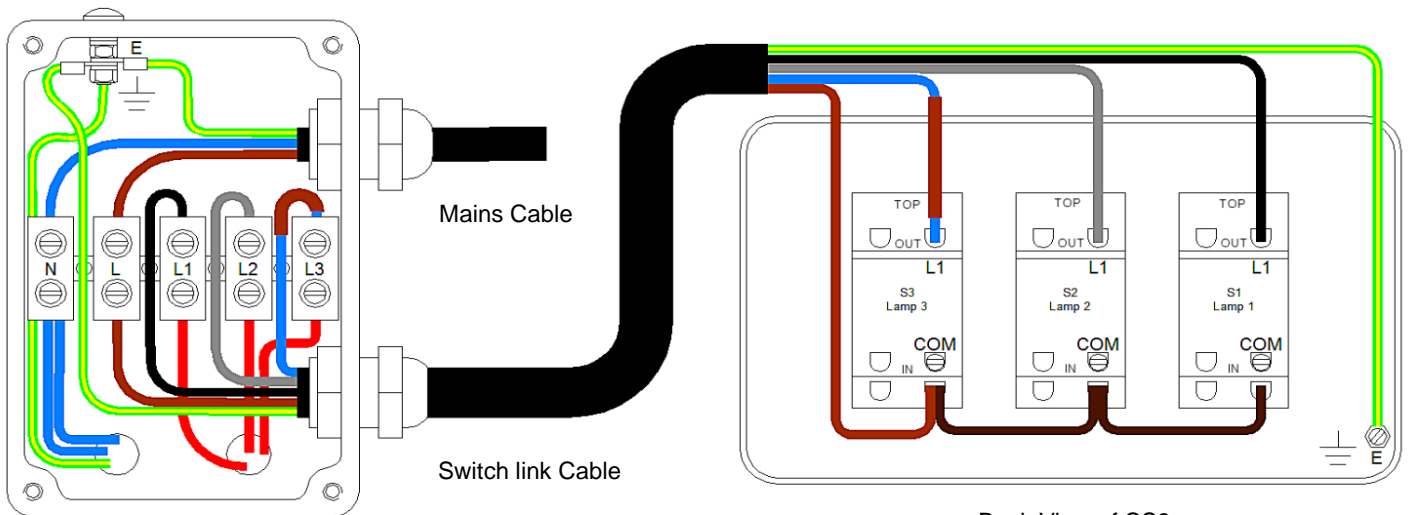 E
N L L1 L2 L3
Mains Cable
Switch link Cable
TOP TOP TOP
OUT OUT OUT
L1 L1 L1
S3 S2 S1
Lamp 3 Lamp 2 Lamp 1
COM COM COM
IN IN IN
E